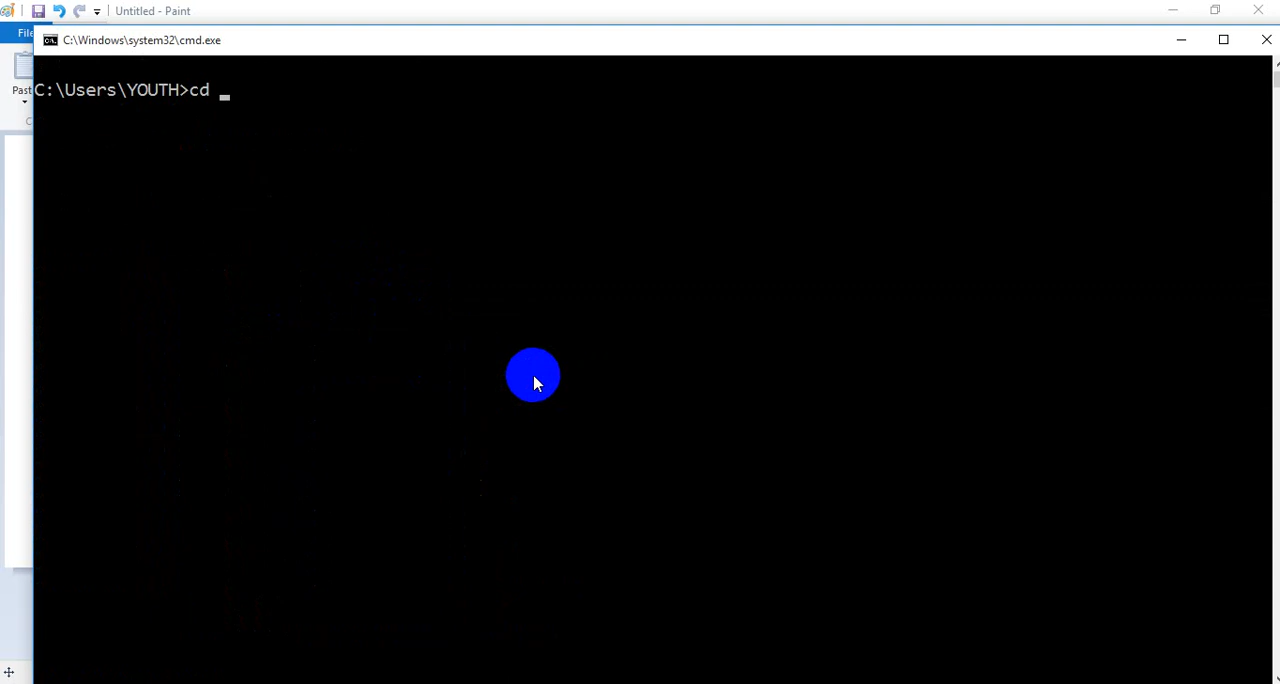 Untitled - Paint
File
C:\Windows\system32\cmd.exe
Past
C:\Users\YOUTH>cd _